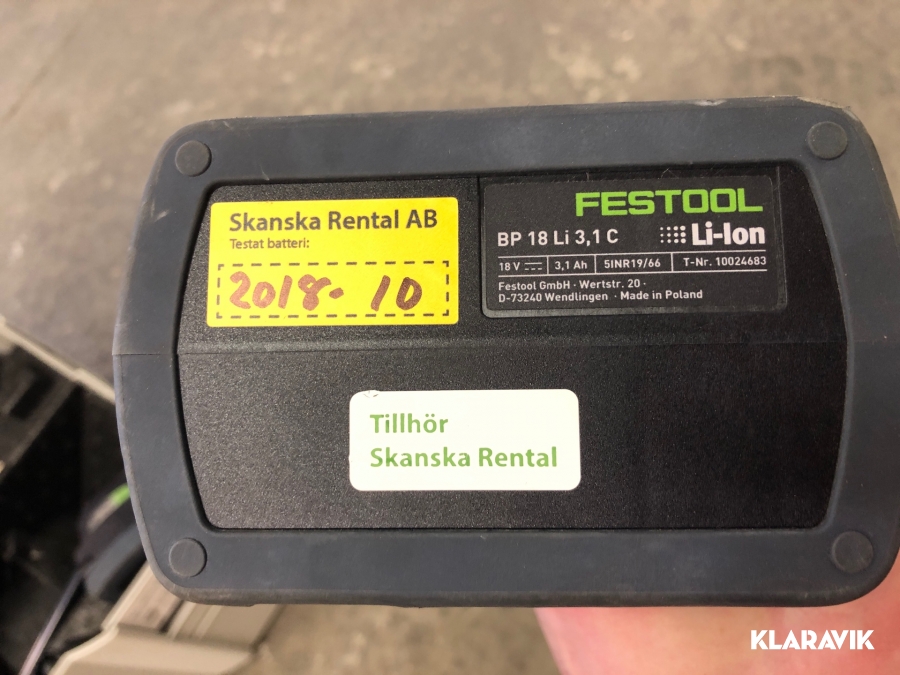 Skanska Rental AB
Testat batteri:
2018- 10
FESTOOL
BP 18 Li 3,1 C
Li-Ion
18 V
3,1 Ah
5INR19/66
T-Nr. 10024683
Festool GmbH · Wertstr. 20 ·
D-73240 Wendlingen · Made in Poland
Tillhör
Skanska Rental
KLARAVIK